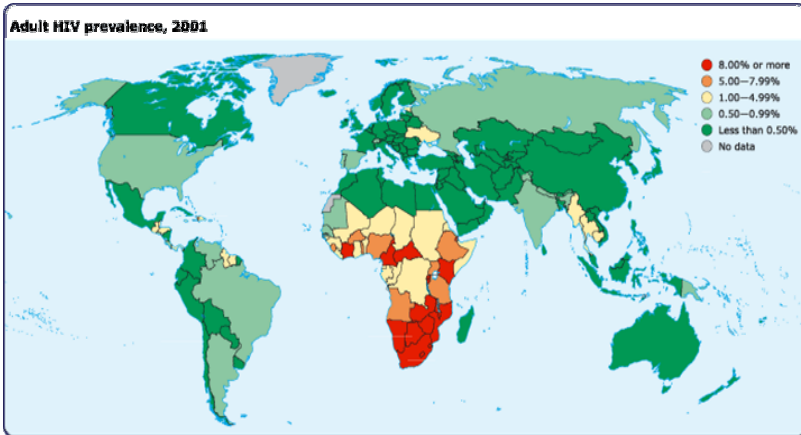 Adult HIV prevalence, 2001
8.00% or more
5.00—7.99%
1.00—4.99%
0.50—0.99%
Less than 0.50%
No data